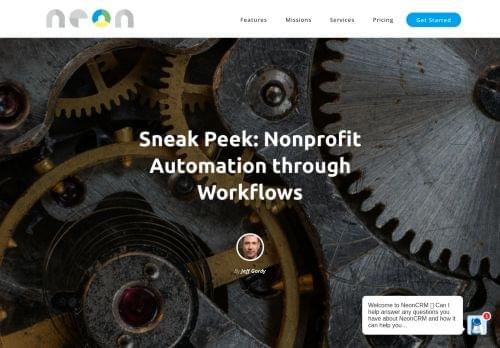 neon
Features
Missions
Services
Pricing
Get Started
Sneak Peek: Nonprofit
Automation through
Workflows
By Jeff Gordy
Welcome to NeonCRM ▯ Can I
help answer any questions you
have about NeonCRM and how it
can help you...
1